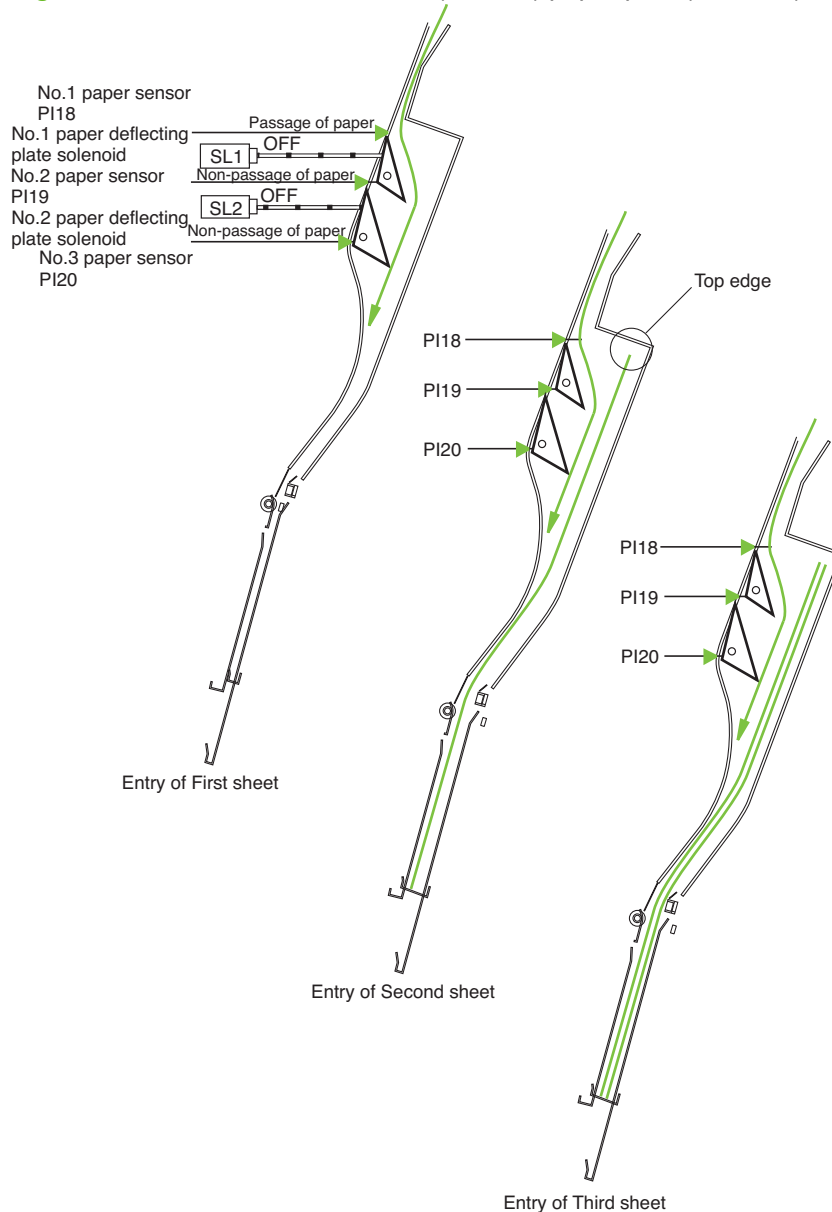 No.1 paper sensor
PI18
Passage of paper
No.1 paper deflecting
plate solenoid
SL1
OFF
No.2 paper sensor
Non-passage of paper
PI19
No.2 paper deflecting
plate solenoid
SL2
OFF
Non-passage of paper
No.3 paper sensor
PI20
Top edge
PI18
PI19
PI20
PI18
PI19
PI20
Entry of First sheet
Entry of Second sheet
Entry of Third sheet